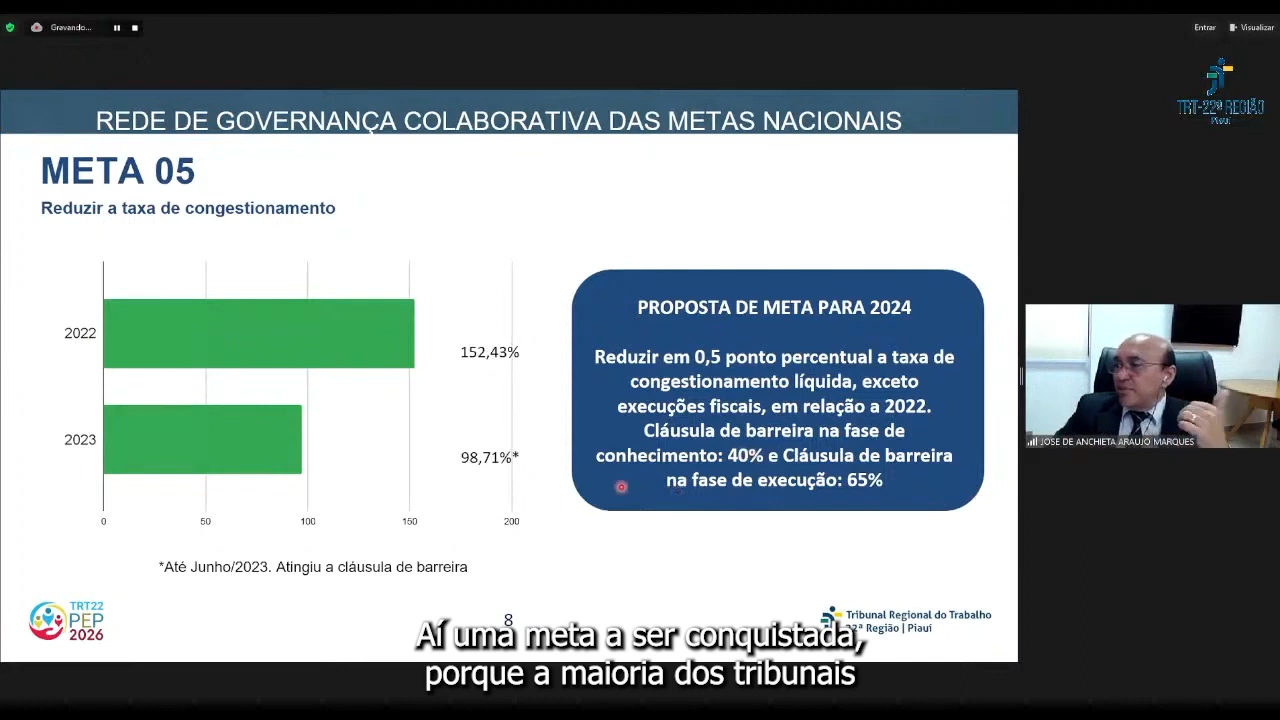 Gravando...
Entrar
Visualizar
TRT-22ª REGIÃO
Piauí
REDE DE GOVERNANÇA COLABORATIVA DAS METAS NACIONAIS
META 05
Reduzir a taxa de congestionamento
2022
152,43%
2023
98,71%*
0
50
100
150
200
*Até Junho/2023. Atingiu a cláusula de barreira
PROPOSTA DE META PARA 2024
Reduzir em 0,5 ponto percentual a taxa de
congestionamento líquida, exceto
execuções fiscais, em relação a 2022.
Cláusula de barreira na fase de
conhecimento: 40% e Cláusula de barreira
na fase de execução: 65%
JOSE DE ANCHIETA ARAUJO MARQUES
TRT22
PEP
2026
8
Tribunal Regional do Trabalho
22ª Região | Piauí
Aí uma meta a ser conquistada,
porque a maioria dos tribunais